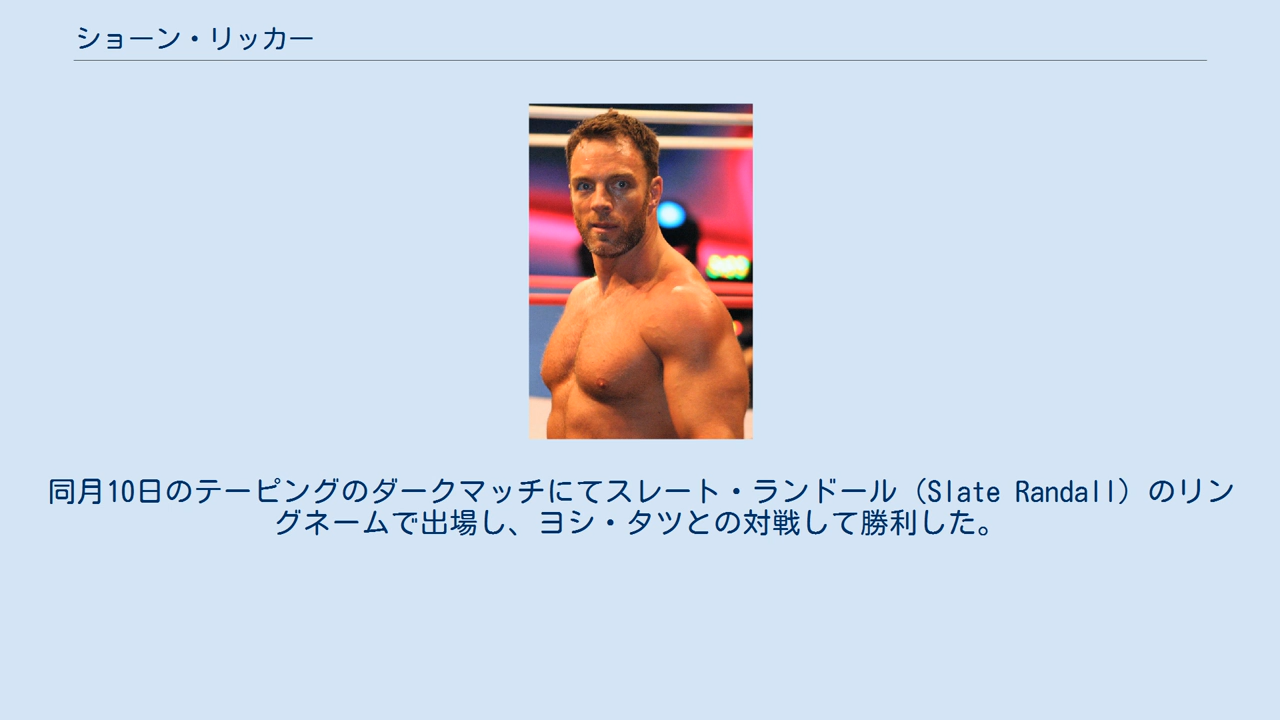 ショーン・リッカー
同月10日のテーピングのダークマッチにてスレート・ランドール（Slate Randall）のリン
グネームで出場し、ヨシ・タツとの対戦して勝利した。